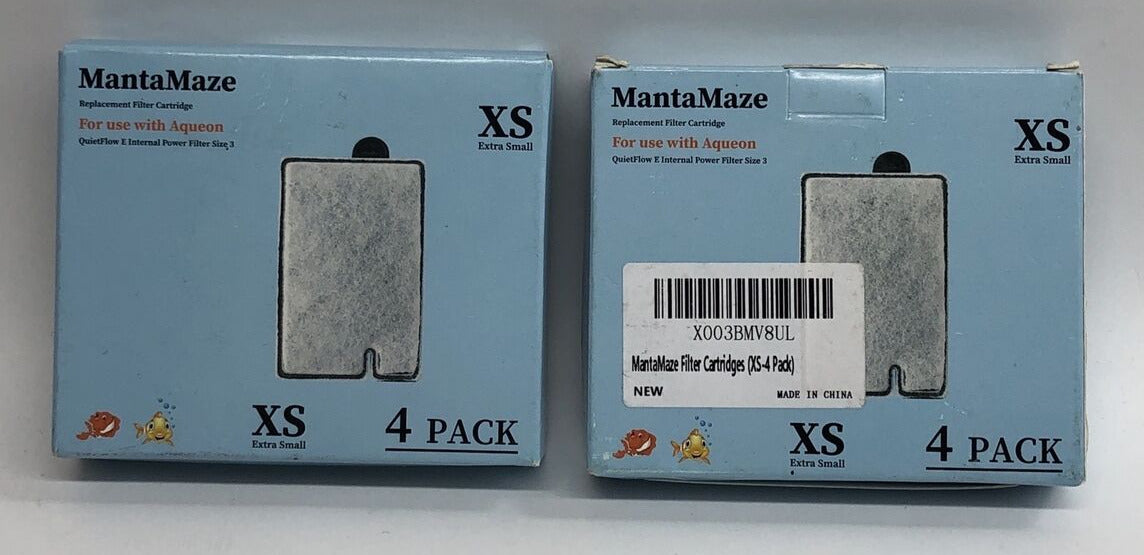 MantaMaze
Replacement Filter Cartridge
For use with Aqueon
QuietFlow E Internal Power Filter Size 3
XS
Extra Small
XS
Extra Small
4 PACK
MantaMaze
Replacement Filter Cartridge
For use with Aqueon
QuietFlow E Internal Power Filter Size 3
XS
Extra Small
X003BMV8UL
MantaMaze Filter Cartridges (XS-4 Pack)
NEW
MADE IN CHINA
XS
Extra Small
4 PACK